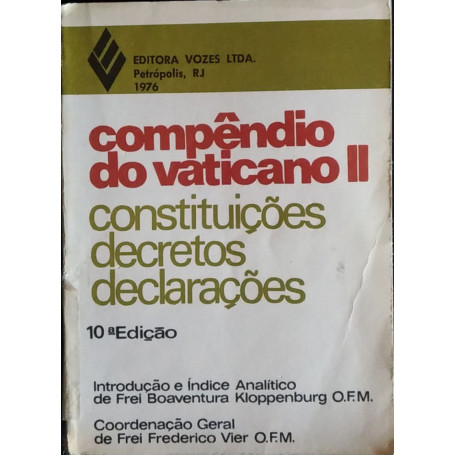 EDITORA VOZES LTDA.
Petrópolis, RJ
1976
compêndio
do vaticano II
constituições
decretos
declarações
10ª Edição
Introdução e Índice Analítico
de Frei Boaventura Kloppenburg O.F.M.
Coordenação Geral
de Frei Frederico Vier O.F.M.